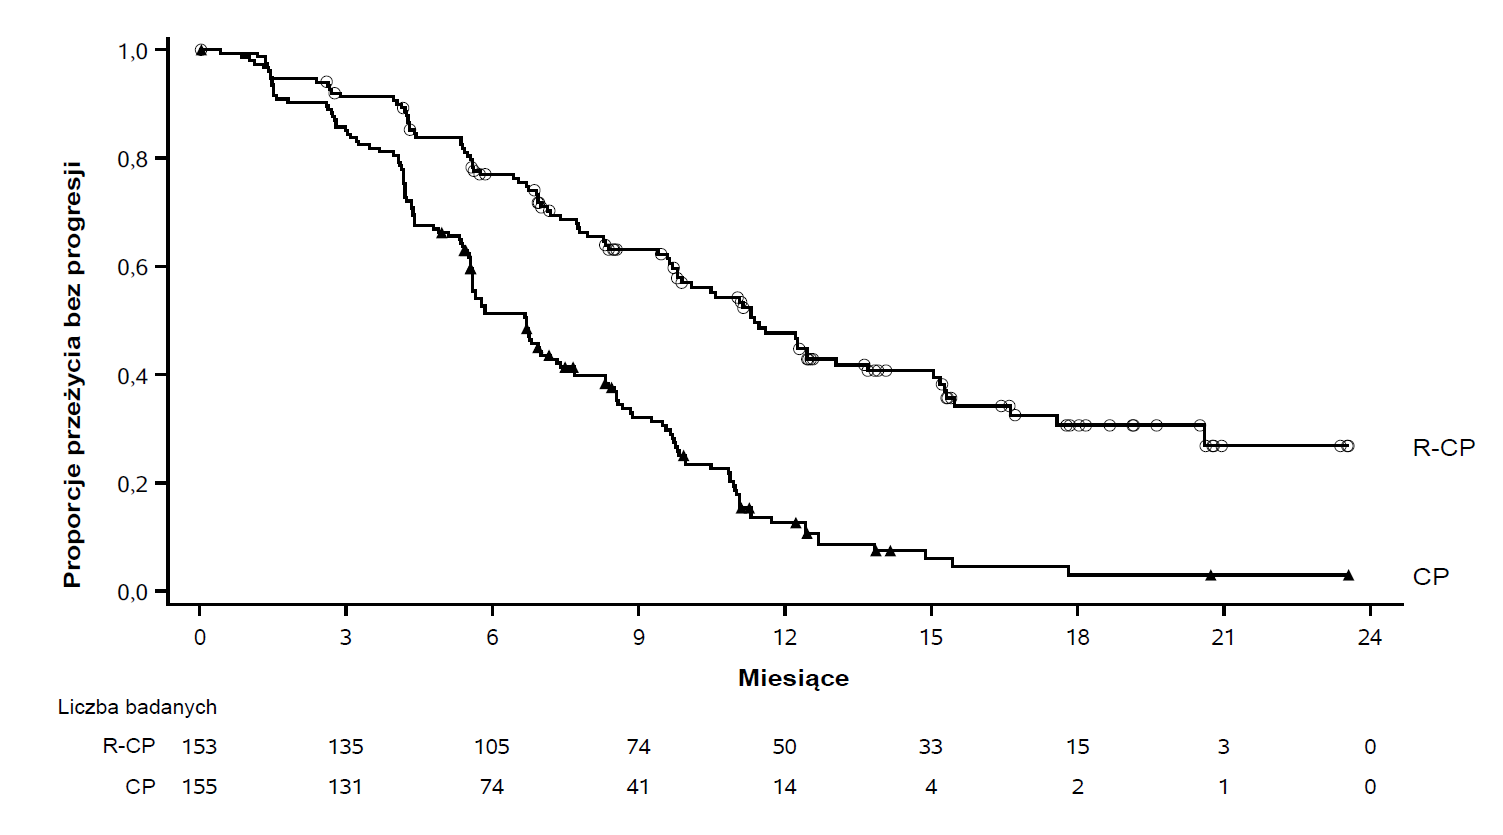 Proporcje przeżycia bez progresji
1,0
0,8
0,6
0,4
0,2
0,0
R-CP
CP
0 3 6 9 12 15 18 21 24
Miesiące
Liczba badanych
R-CP 153 135 105 74 50 33 15 3 0
CP 155 131 74 41 14 4 2 1 0